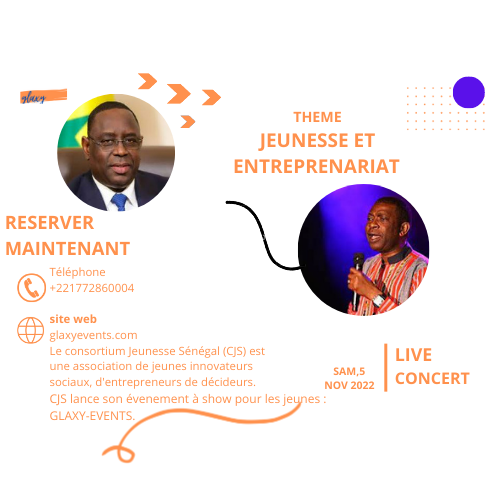 glaxy
THEME
JEUNESSE ET
ENTREPRENARIAT
RESERVER
MAINTENANT
Téléphone
+221772860004
site web
glaxyevents.com
Le consortium Jeunesse Sénégal (CJS) est
une association de jeunes innovateurs
sociaux, d'entrepreneurs de décideurs.
CJS lance son évenement à show pour les jeunes :
GLAXY-EVENTS.
SAM,5
NOV 2022
LIVE
CONCERT